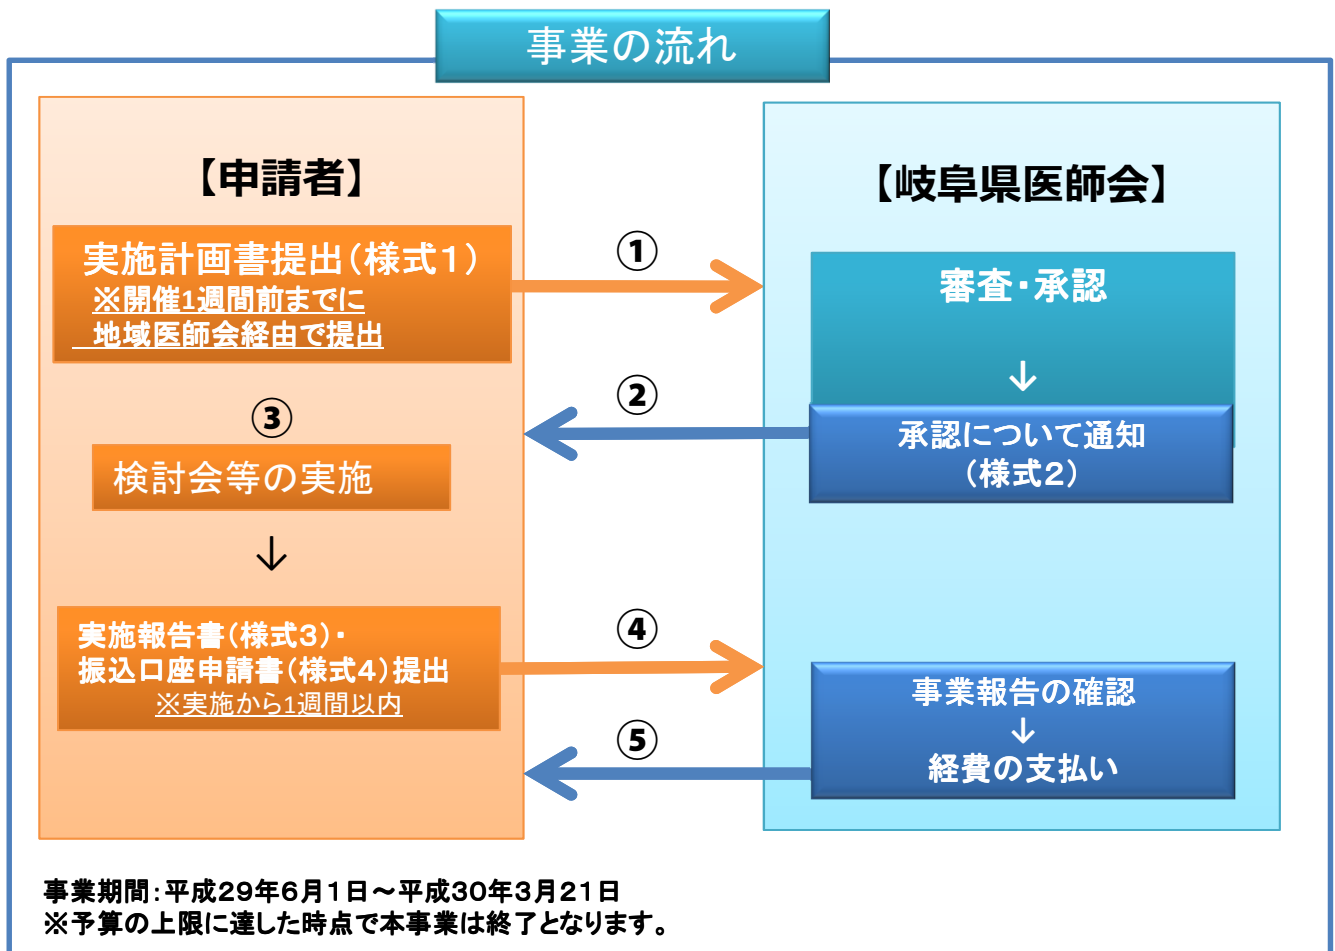 事業の流れ
【申請者】
実施計画書提出(様式1)
※開催1週間前までに
地域医師会経由で提出
③
検討会等の実施
↓
実施報告書(様式3)・
振込口座申請書(様式4)提出
※実施から1週間以内
①
②
④
⑤
【岐阜県医師会】
審査・承認
↓
承認について通知
(様式2)
事業報告の確認
↓
経費の支払い
事業期間:平成29年6月1日~平成30年3月21日
※予算の上限に達した時点で本事業は終了となります。